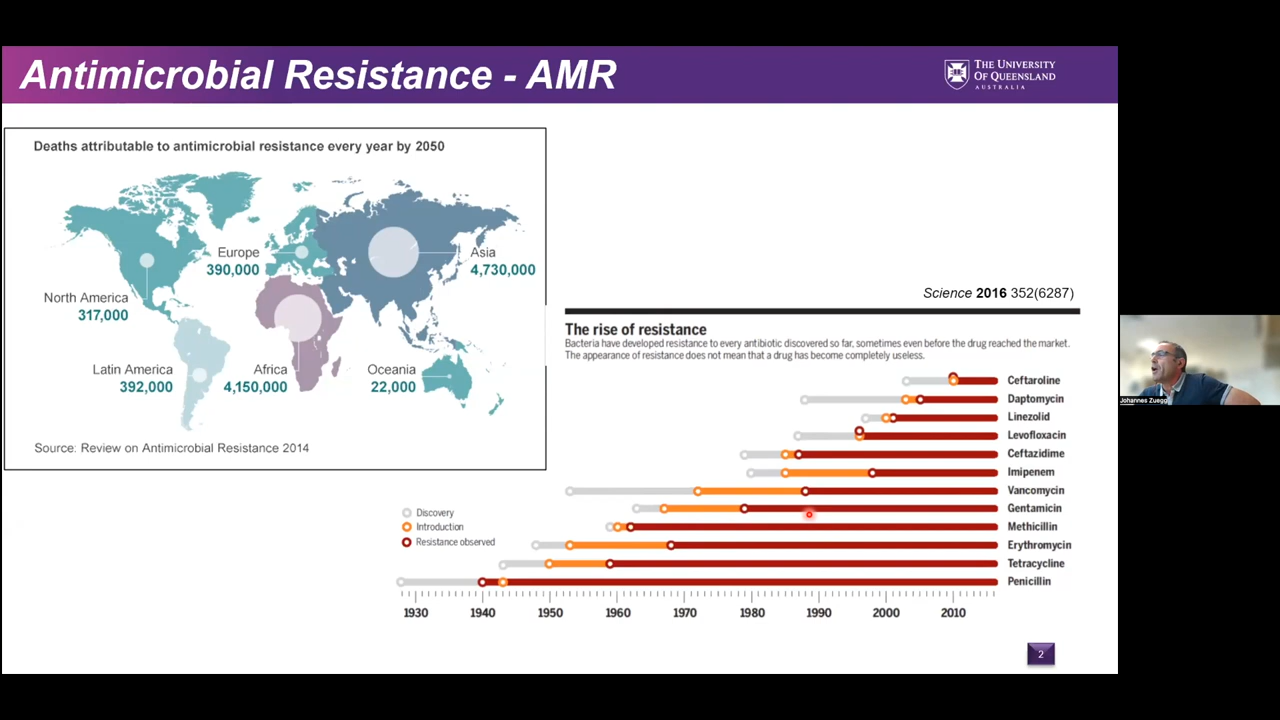 Antimicrobial Resistance - AMR
THE UNIVERSITY
OF QUEENSLAND
AUSTRALIA
Deaths attributable to antimicrobial resistance every year by 2050
Europe
390,000
Asia
4,730,000
North America
317,000
Latin America
392,000
Africa
4,150,000
Oceania
22,000
Source: Review on Antimicrobial Resistance 2014
Science 2016 352(6287)
The rise of resistance
Bacteria have developed resistance to every antibiotic discovered so far, sometimes even before the drug reached the market.
The appearance of resistance does not mean that a drug has become completely useless.
Ceftaroline
Daptomycin
Linezolid
Levofloxacin
Ceftazidime
Imipenem
Vancomycin
Gentamicin
Methicillin
Erythromycin
Tetracycline
Penicillin
Discovery
Introduction
Resistance observed
1930 1940 1950 1960 1970 1980 1990 2000 2010
2
Johannes Zuegg